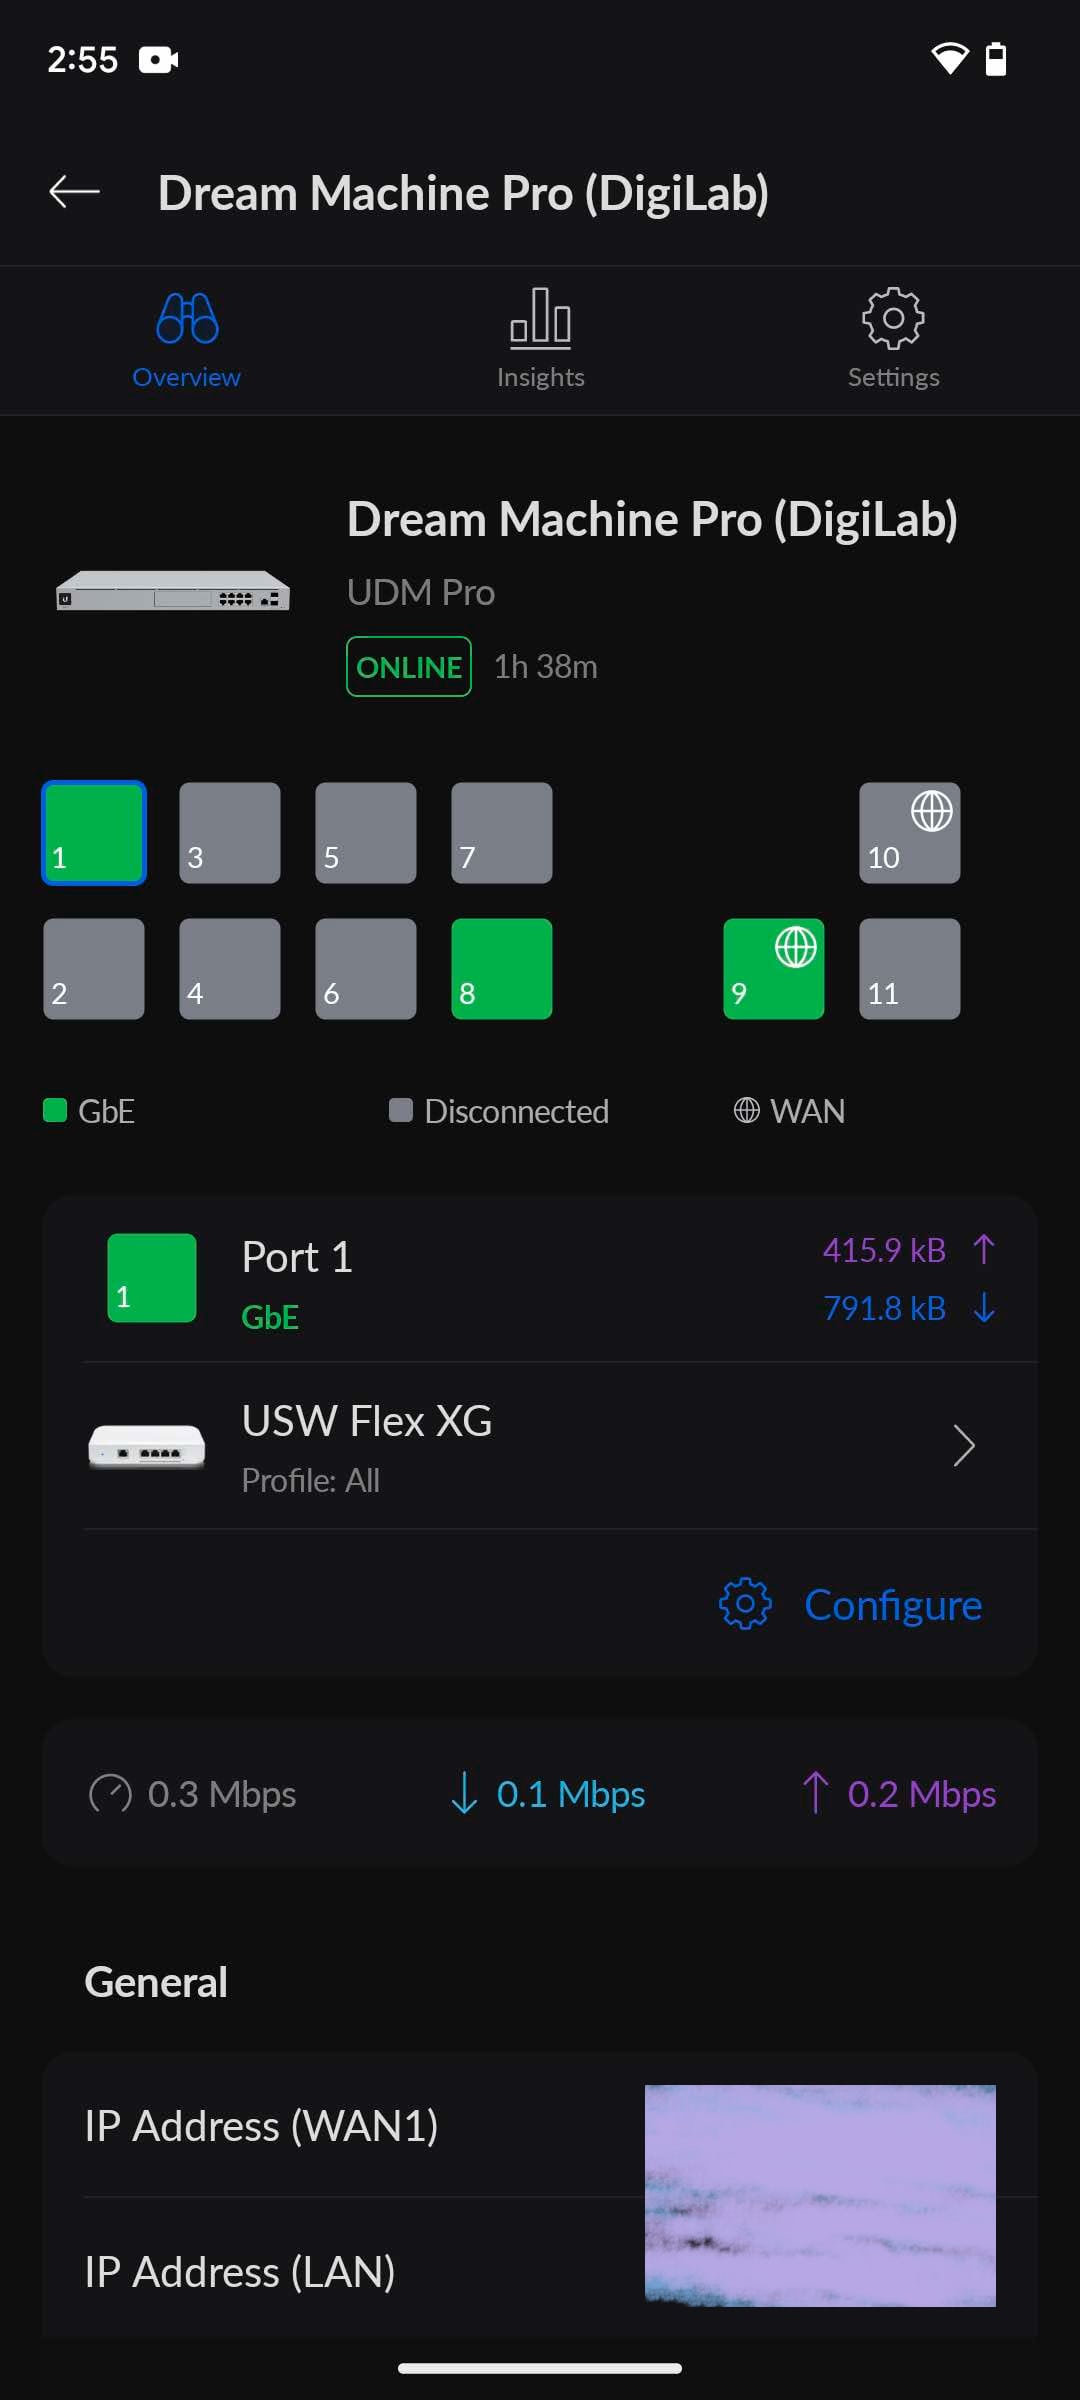 2:55
Dream Machine Pro (DigiLab)
Overview
Insights
Settings
Dream Machine Pro (DigiLab)
UDM Pro
ONLINE 1h 38m
1 3 5 7 10
2 4 6 8 9 11
GbE Disconnected WAN
Port 1
GbE
1
415.9 kB
791.8 kB
USW Flex XG
Profile: All
Configure
0.3 Mbps 0.1 Mbps 0.2 Mbps
General
IP Address (WAN1)
IP Address (LAN)